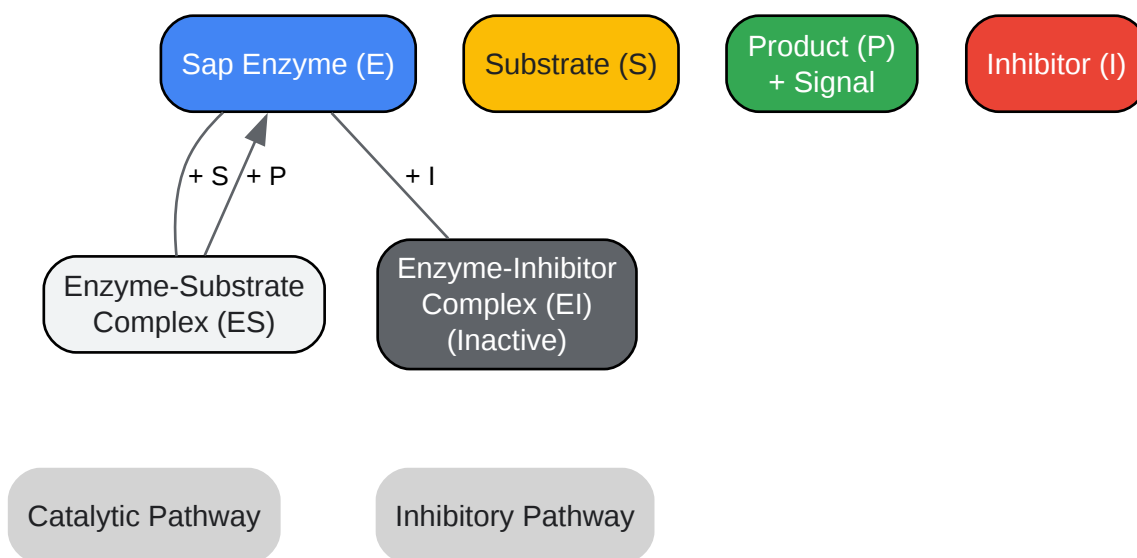 Sap Enzyme (E)
Substrate (S)
Product (P)
+ Signal
Inhibitor (I)
+ S
+ P
+ I
Enzyme-Substrate
Complex (ES)
Enzyme-Inhibitor
Complex (EI)
(Inactive)
Catalytic Pathway
Inhibitory Pathway